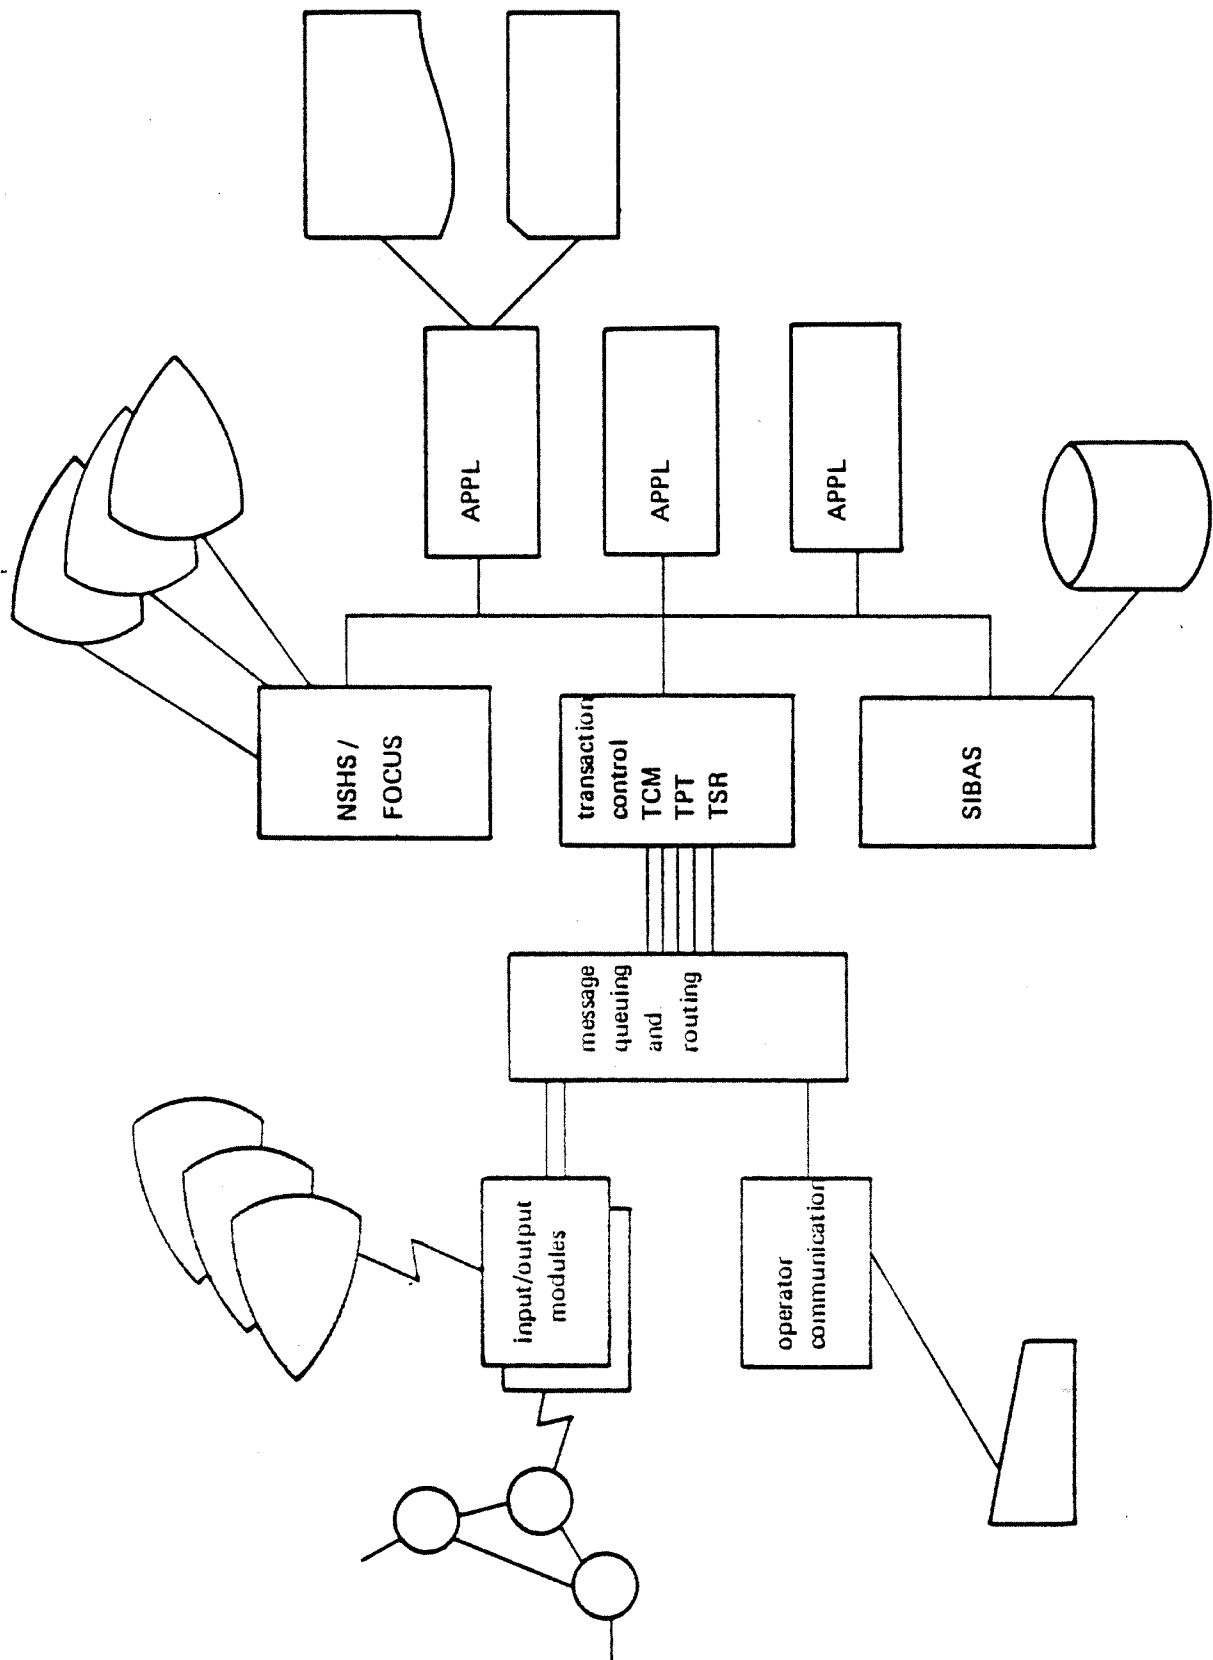 input/output
modules
operator
communication
message
queuing
and
routing
NSHS /
FOCUS
transaction
control
TCM
TPT
TSR
SIBAS
APPL
APPL
APPL